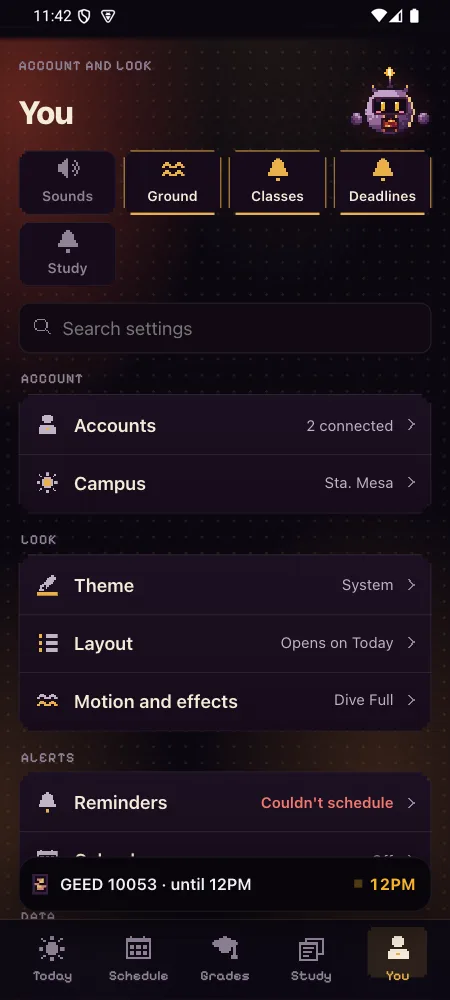 11:42
ACCOUNT AND LOOK
You
Sounds
Ground
Classes
Deadlines
Study
Search settings
ACCOUNT
Accounts 2 connected
Campus Sta. Mesa
LOOK
Theme System
Layout Opens on Today
Motion and effects Dive Full
ALERTS
Reminders Couldn't schedule
GEED 10053 · until 12PM 12PM
DATA
Today Schedule Grades Study You